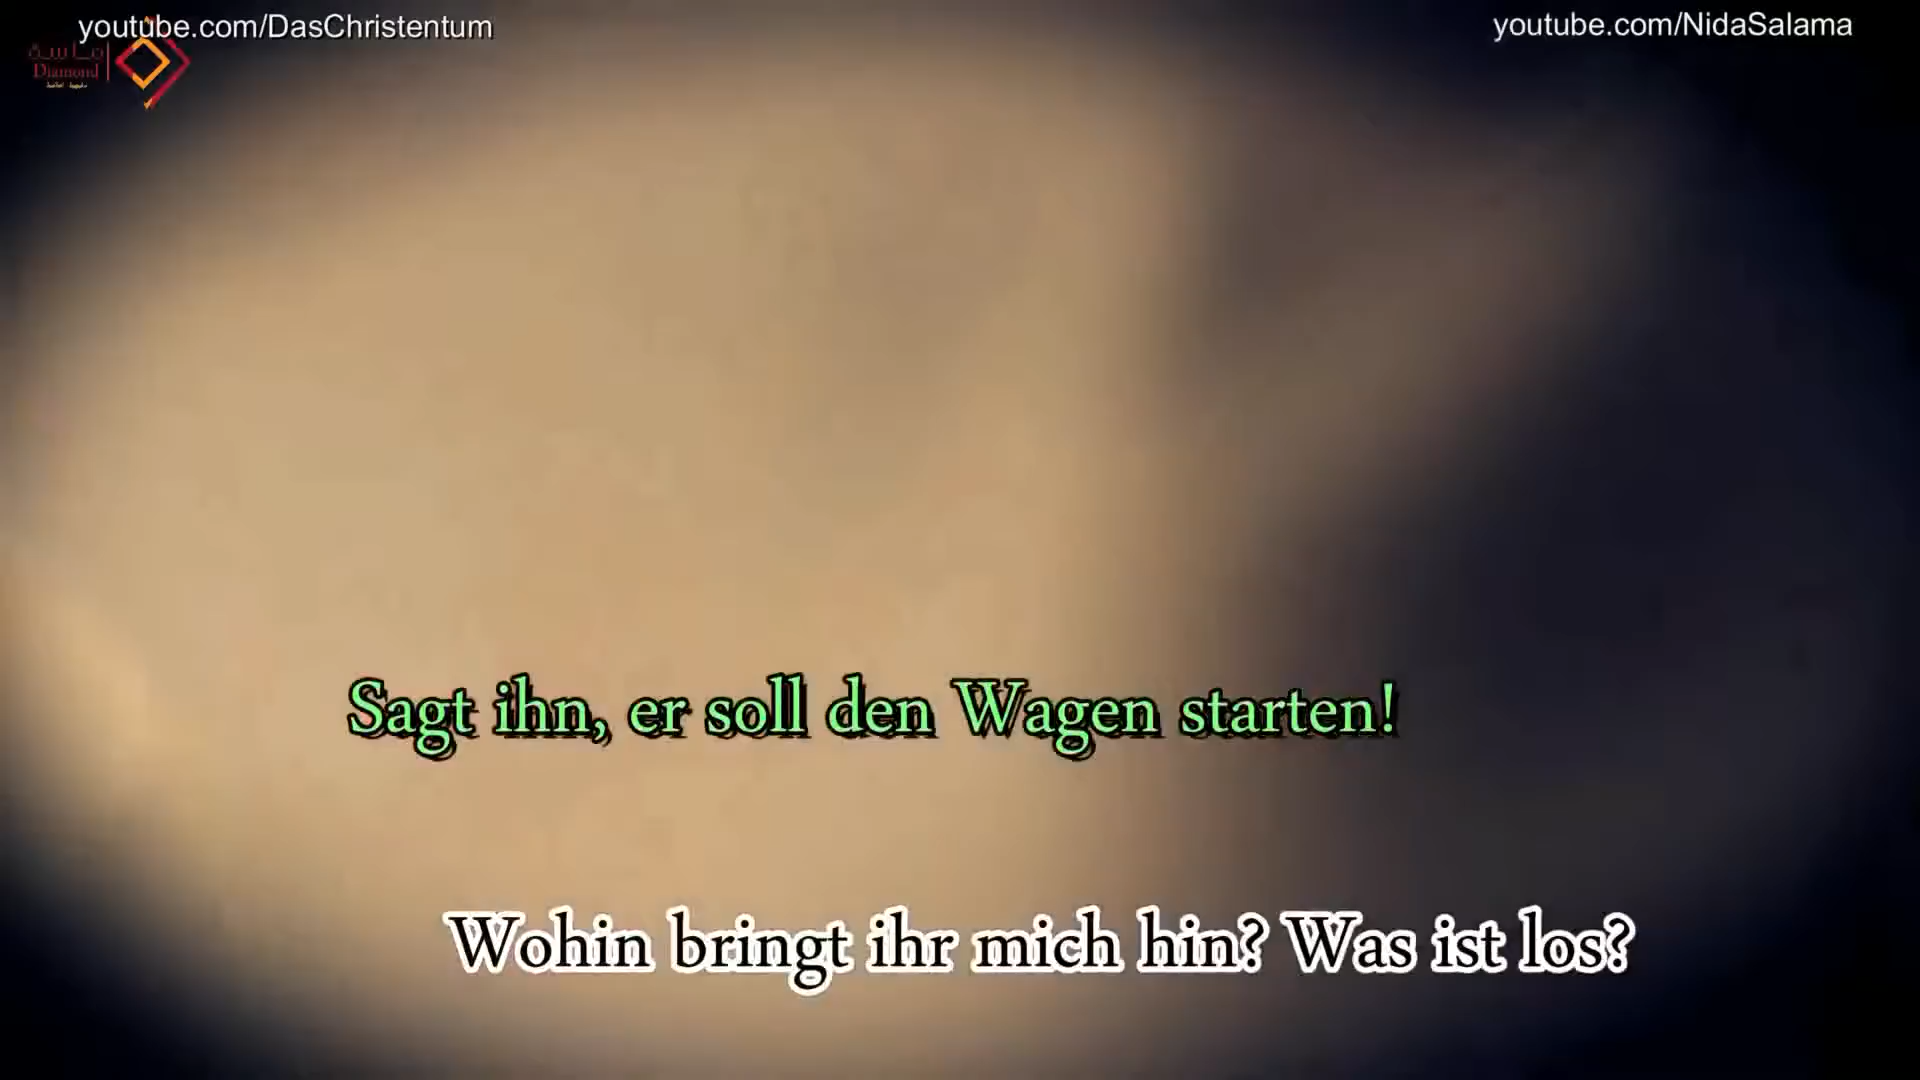 youtube.com/DasChristentum
youtube.com/NidaSalama
ماسة
Diamond
Sagt ihn, er soll den Wagen starten!
Wohin bringt ihr mich hin? Was ist los?